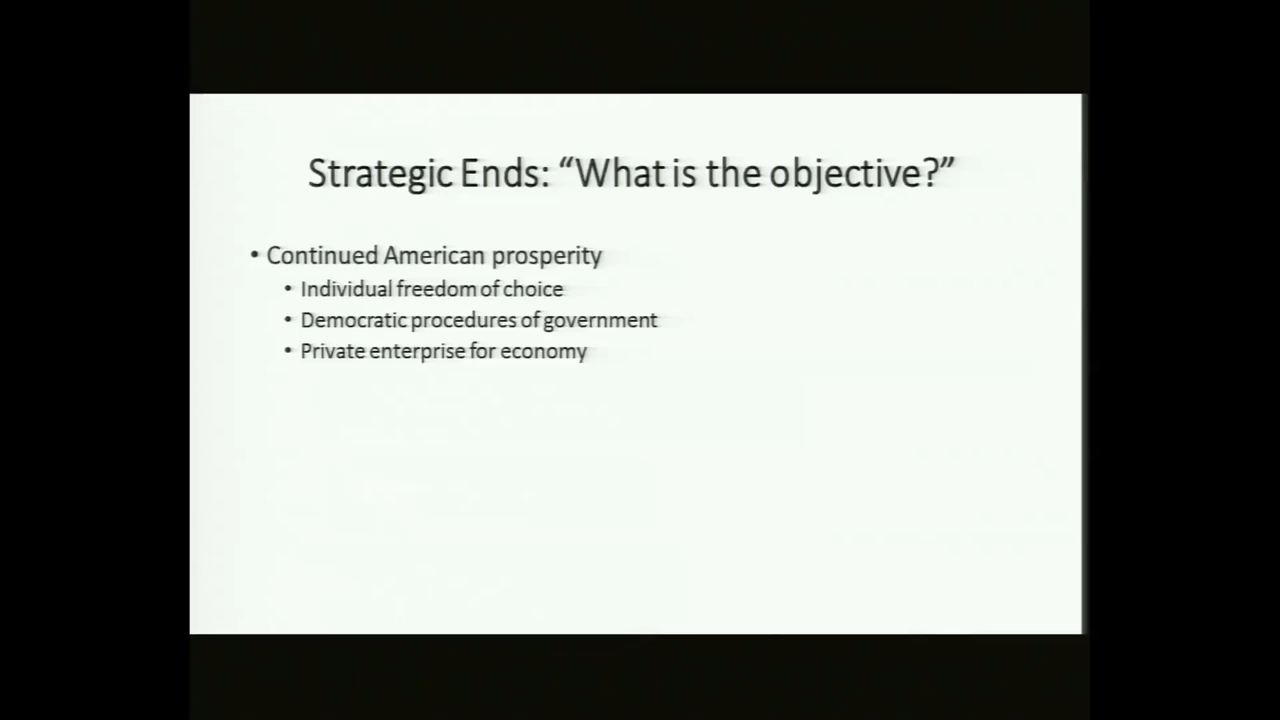 Strategic Ends: “What is the objective?”
• Continued American prosperity
• Individual freedom of choice
• Democratic procedures of government
• Private enterprise for economy